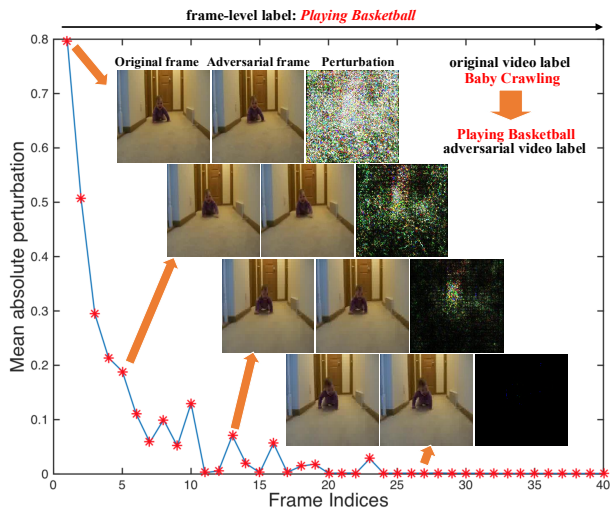 frame-level label: Playing Basketball
Original frame Adversarial frame Perturbation
original video label
Baby Crawling
Playing Basketball
adversarial video label
Mean absolute perturbation
0.8
0.7
0.6
0.5
0.4
0.3
0.2
0.1
0
0 5 10 15 20 25 30 35 40
Frame Indices